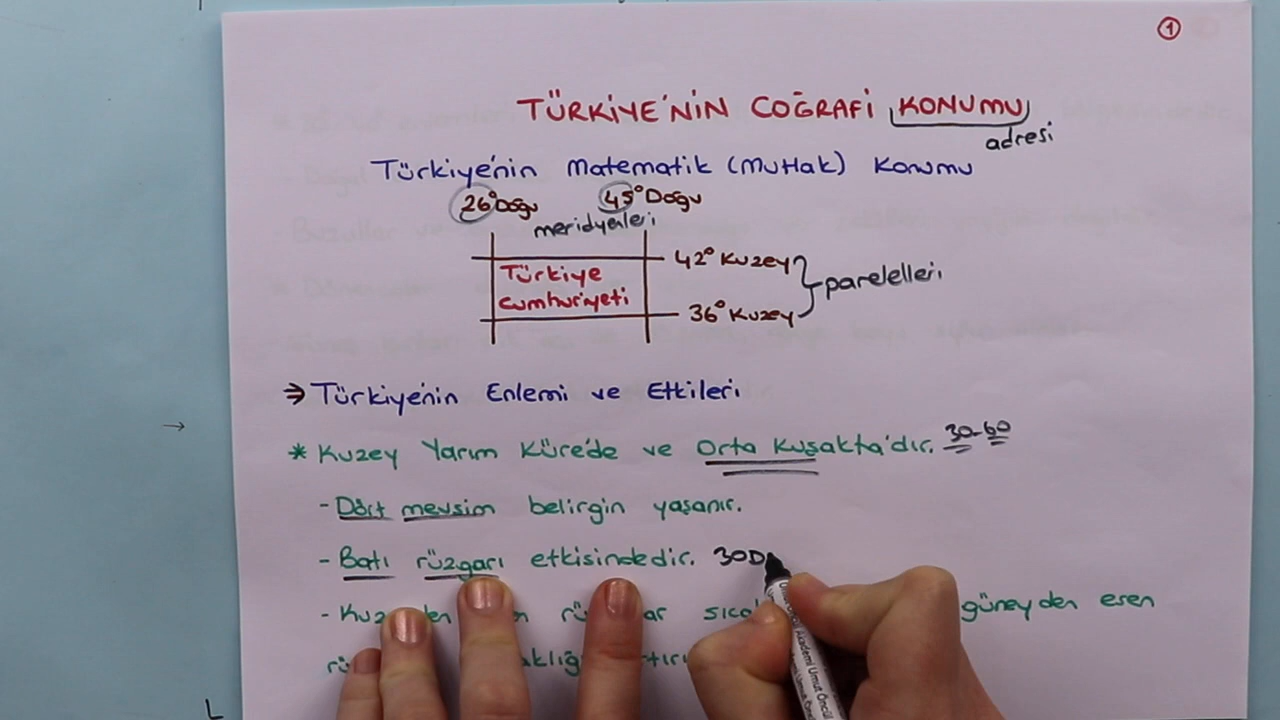 1
TÜRKİYE'NİN COĞRAFİ KONUMU
adresi
Türkiye'nin Matematik (Mutlak) Konumu
26° Doğu 45° Doğu
meridyenleri
42° Kuzey
Türkiye
Cumhuriyeti
parelelleri
36° Kuzey
⇒ Türkiye'nin Enlemi ve Etkileri
* Kuzey Yarım Küre'de ve Orta Kuşakta'dır. 30-60
- Dört mevsim belirgin yaşanır.
- Batı rüzgarı etkisindedir. 30D
güneyden esen